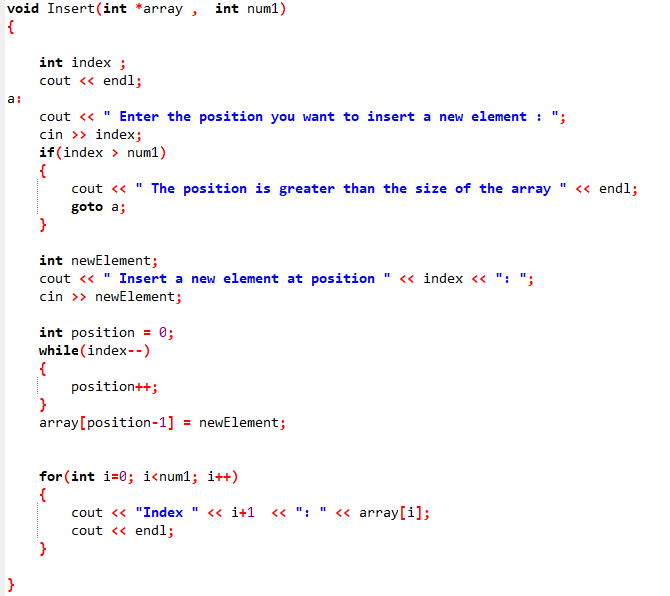 void Insert(int *array ,  int num1)
{
    int index ;
    cout << endl;
a:
    cout << " Enter the position you want to insert a new element : ";
    cin >> index;
    if(index > num1)
    {
        cout << " The position is greater than the size of the array " << endl;
        goto a;
    }
    int newElement;
    cout << " Insert a new element at position " << index << ": ";
    cin >> newElement;
    int position = 0;
    while(index--)
    {
        position++;
    }
    array[position-1] = newElement;
    for(int i=0; i<num1; i++)
    {
        cout << "Index " << i+1  << ": " << array[i];
        cout << endl;
    }
}